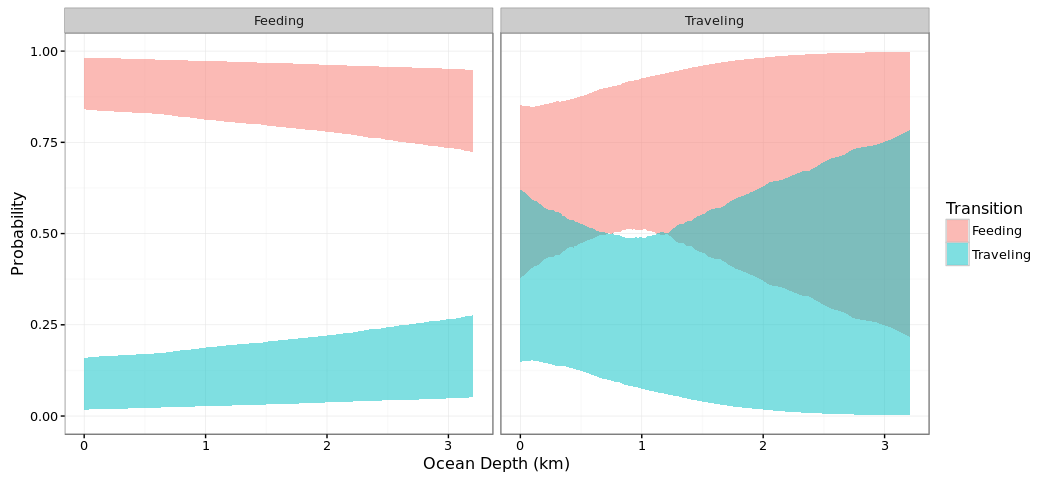 Feeding
Traveling
Probability
1.00
0.75
0.50
0.25
0.00
0 1 2 3
0 1 2 3
Ocean Depth (km)
Transition
Feeding
Traveling